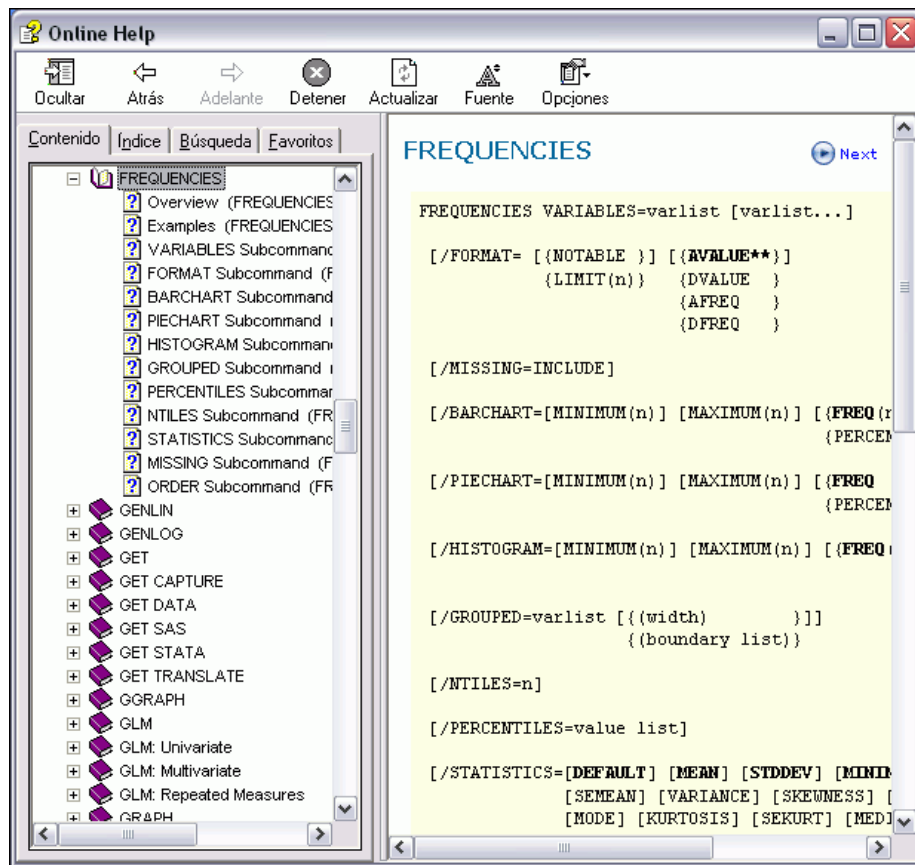 Online Help
Ocultar Atrás Adelante Detener Actualizar Fuente Opciones
Contenido Índice Búsqueda Favoritos
FREQUENCIES
Overview (FREQUENCIES
Examples (FREQUENCIES
VARIABLES Subcommand
FORMAT Subcommand (F
BARCHART Subcommand
PIECHART Subcommand
HISTOGRAM Subcommand
GROUPED Subcommand
PERCENTILES Subcommand
NTILES Subcommand (FR
STATISTICS Subcommand
MISSING Subcommand (F
ORDER Subcommand (FR
GENLIN
GENLOG
GET
GET CAPTURE
GET DATA
GET SAS
GET STATA
GET TRANSLATE
GGRAPH
GLM
GLM: Univariate
GLM: Multivariate
GLM: Repeated Measures
GRAPH
FREQUENCIES
Next
FREQUENCIES VARIABLES=varlist [varlist...]
[/FORMAT= [{NOTABLE }] [{AVALUE**}]
{LIMIT(n)} {DVALUE }
{AFREQ }
{DFREQ }
[/MISSING=INCLUDE]
[/BARCHART=[MINIMUM(n)] [MAXIMUM(n)] [{FREQ(n
{PERCEN
[/PIECHART=[MINIMUM(n)] [MAXIMUM(n)] [{FREQ
{PERCEN
[/HISTOGRAM=[MINIMUM(n)] [MAXIMUM(n)] [{FREQ(
[/GROUPED=varlist [{(width) }]]
{(boundary list)}
[/NTILES=n]
[/PERCENTILES=value list]
[/STATISTICS=[DEFAULT] [MEAN] [STDDEV] [MINIM
[SEMEAN] [VARIANCE] [SKEWNESS] [
[MODE] [KURTOSIS] [SEKURT] [MEDI